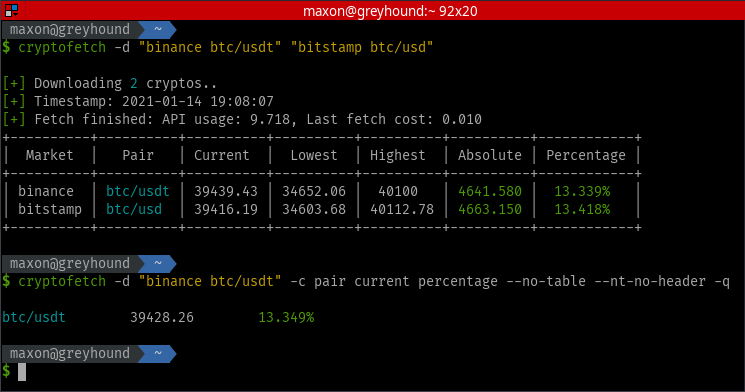 maxon@greyhound:~ 92x20
maxon@greyhound ~
$ cryptofetch -d "binance btc/usdt" "bitstamp btc/usd"
[+] Downloading 2 cryptos..
[+] Timestamp: 2021-01-14 19:08:07
[+] Fetch finished: API usage: 9.718, Last fetch cost: 0.010
+----------+----------+----------+----------+----------+----------+------------+
| Market | Pair | Current | Lowest | Highest | Absolute | Percentage |
+----------+----------+----------+----------+----------+----------+------------+
| binance | btc/usdt | 39439.43 | 34652.06 | 40100 | 4641.580 | 13.339% |
| bitstamp | btc/usd | 39416.19 | 34603.68 | 40112.78 | 4663.150 | 13.418% |
+----------+----------+----------+----------+----------+----------+------------+
maxon@greyhound ~
$ cryptofetch -d "binance btc/usdt" -c pair current percentage --no-table --nt-no-header -q
btc/usdt 39428.26 13.349%
maxon@greyhound ~
$